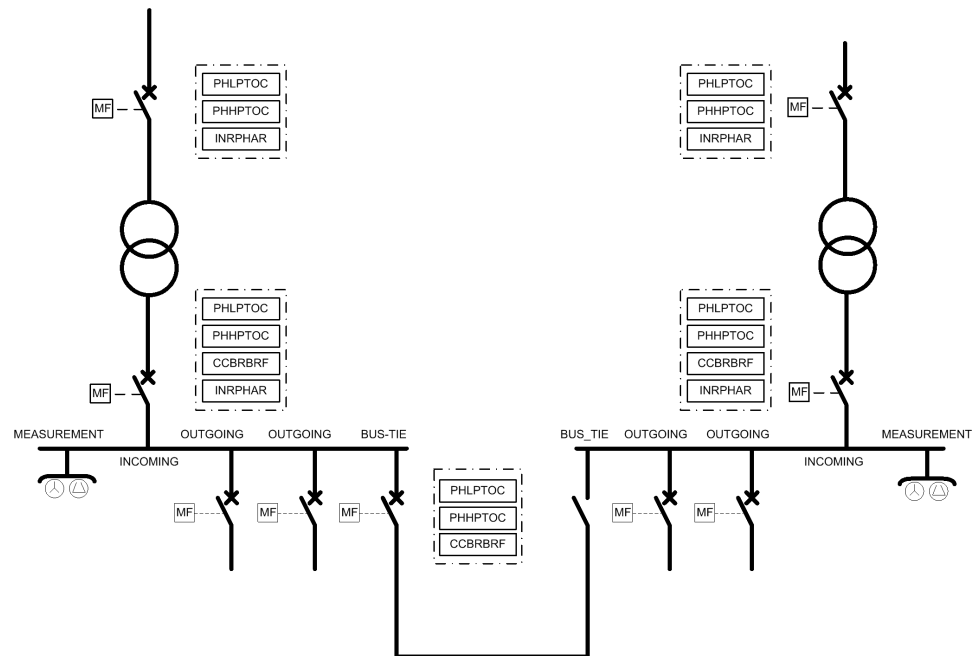 PHLPTOC
PHHPTOC
INRPHAR
MF
PHLPTOC
PHHPTOC
INRPHAR
MF
PHLPTOC
PHHPTOC
CCBRBRF
INRPHAR
MF
PHLPTOC
PHHPTOC
CCBRBRF
INRPHAR
MF
MEASUREMENT
OUTGOING
OUTGOING
BUS-TIE
BUS_TIE
OUTGOING
OUTGOING
MEASUREMENT
INCOMING
INCOMING
MF
MF
MF
PHLPTOC
PHHPTOC
CCBRBRF
MF
MF